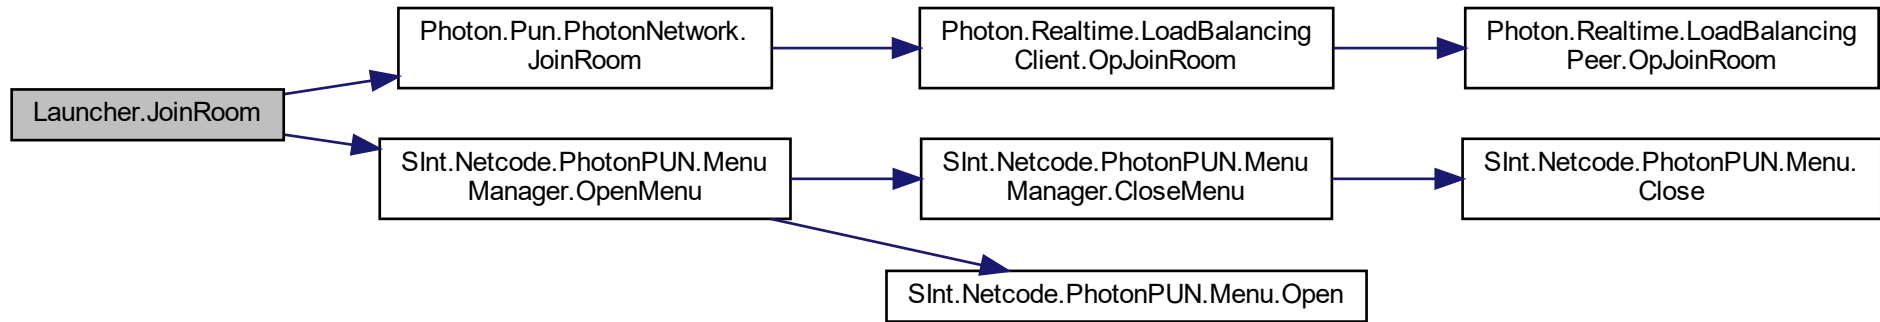 Launcher.JoinRoom
Photon.Pun.PhotonNetwork.
JoinRoom
Photon.Realtime.LoadBalancing
Client.OpJoinRoom
Photon.Realtime.LoadBalancing
Peer.OpJoinRoom
SInt.Netcode.PhotonPUN.Menu
Manager.OpenMenu
SInt.Netcode.PhotonPUN.Menu
Manager.CloseMenu
SInt.Netcode.PhotonPUN.Menu.
Close
SInt.Netcode.PhotonPUN.Menu.Open